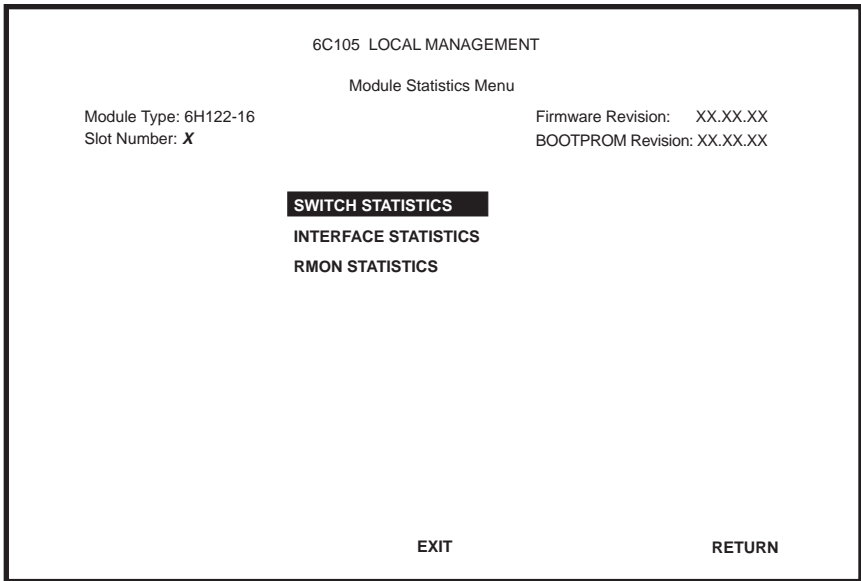 6C105 LOCAL MANAGEMENT
Module Statistics Menu
Module Type: 6H122-16 Firmware Revision: XX.XX.XX
Slot Number: X BOOTPROM Revision: XX.XX.XX
SWITCH STATISTICS
INTERFACE STATISTICS
RMON STATISTICS
EXIT RETURN